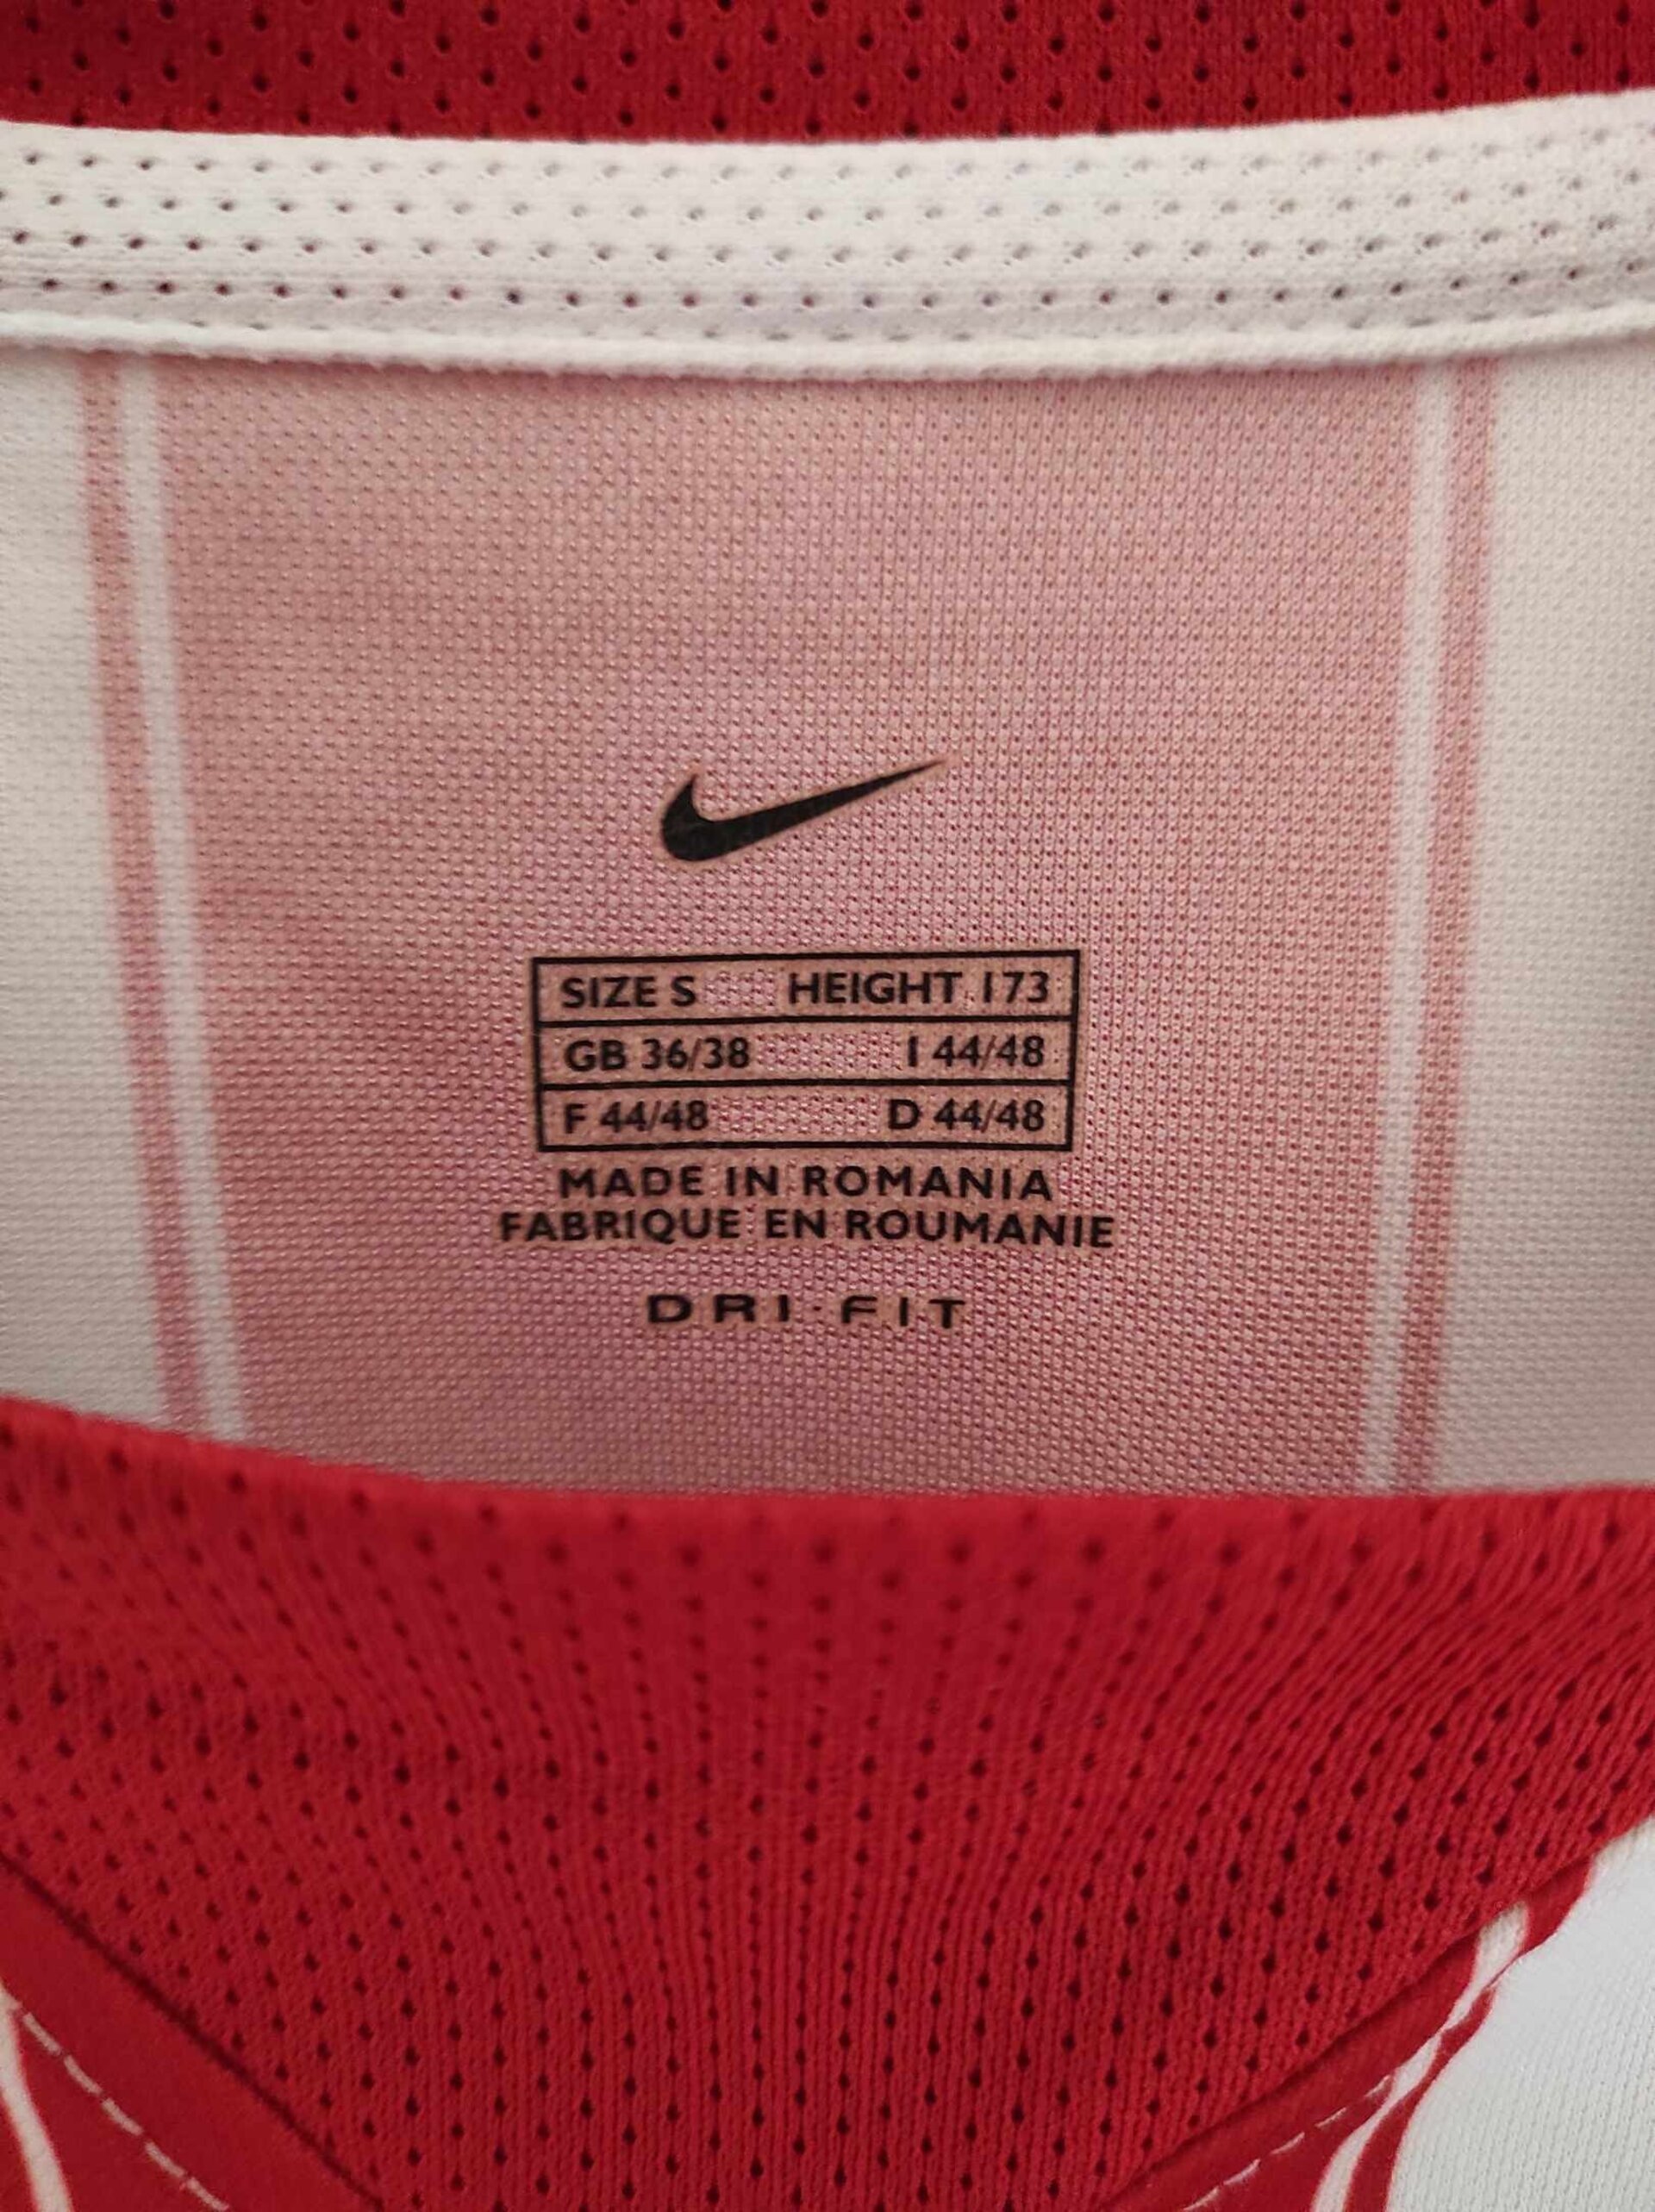 SIZE S HEIGHT 173
GB 36/38 I 44/48
F 44/48 D 44/48
MADE IN ROMANIA
FABRIQUE EN ROUMANIE
DRI·FIT